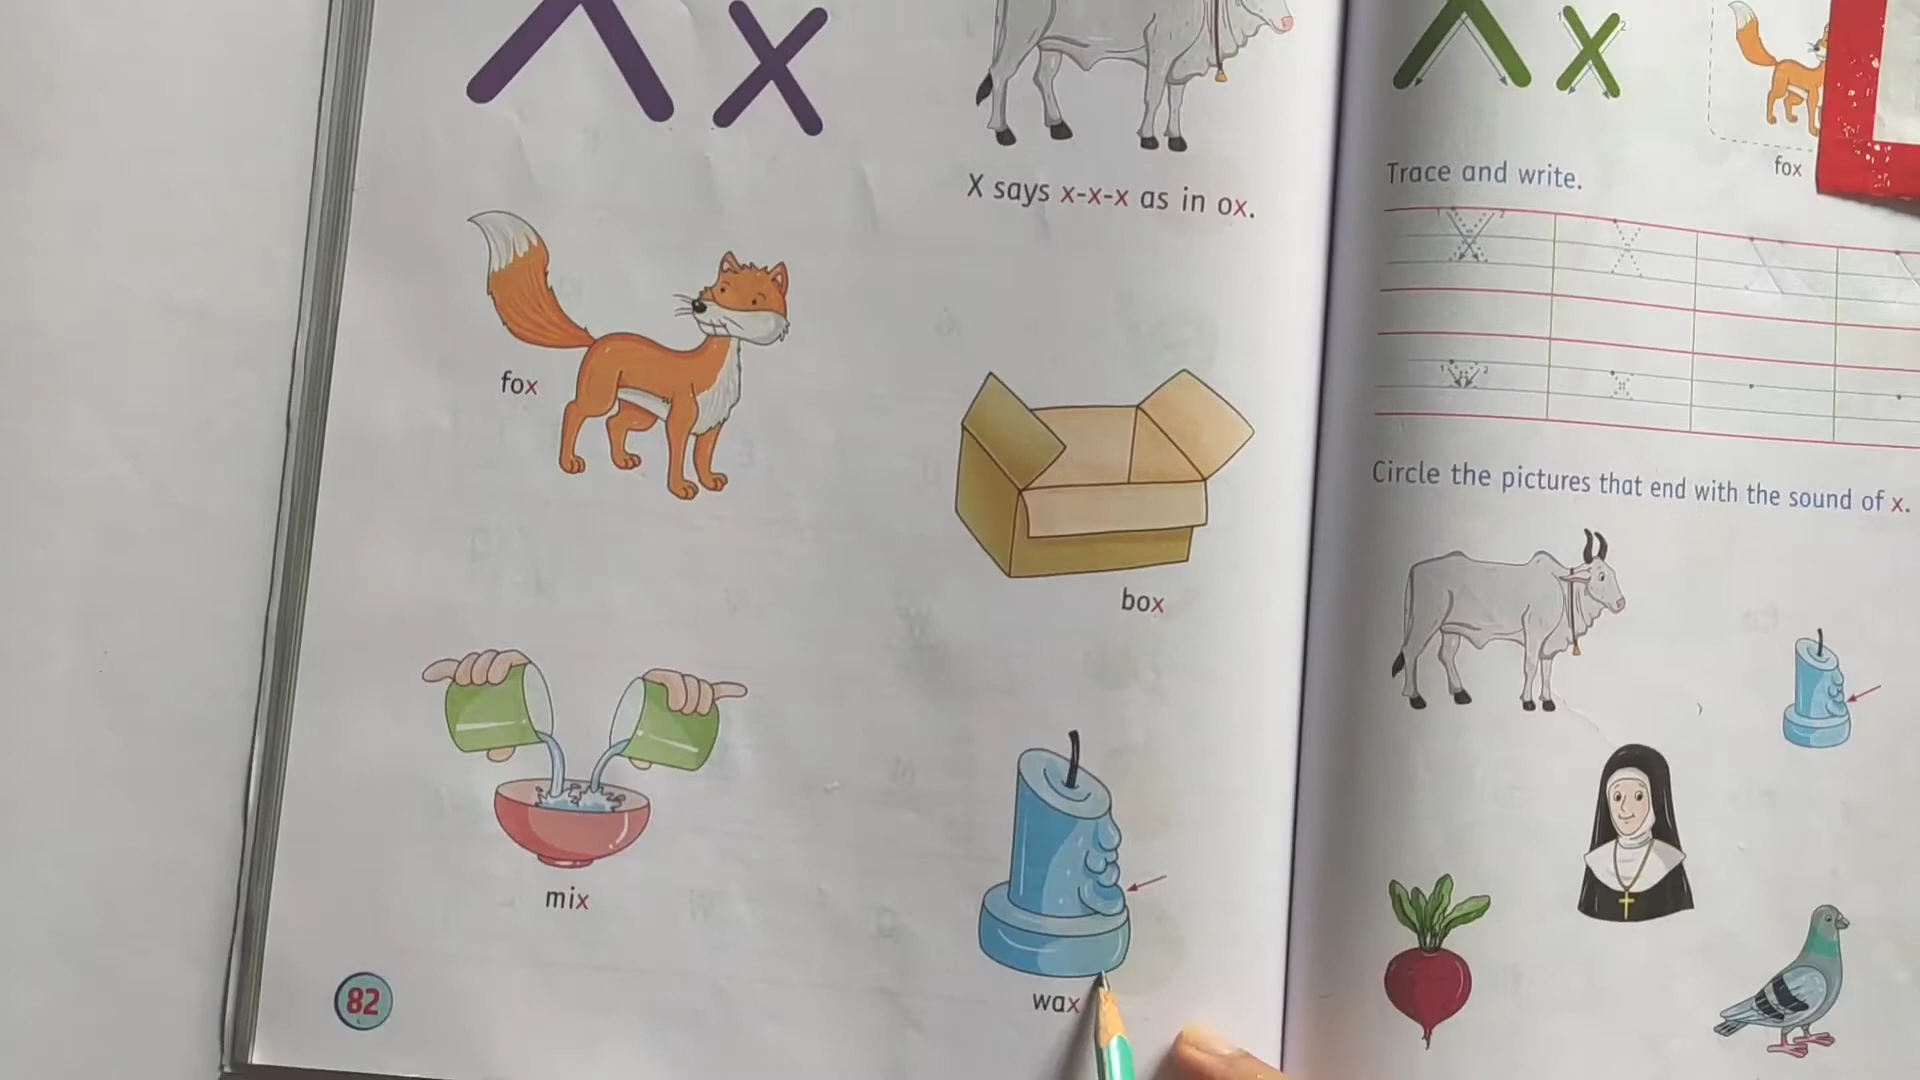 X x
X says x-x-x as in ox.
fox
box
mix
wax
82
X x
fox
Trace and write.
X X
x x
Circle the pictures that end with the sound of x.